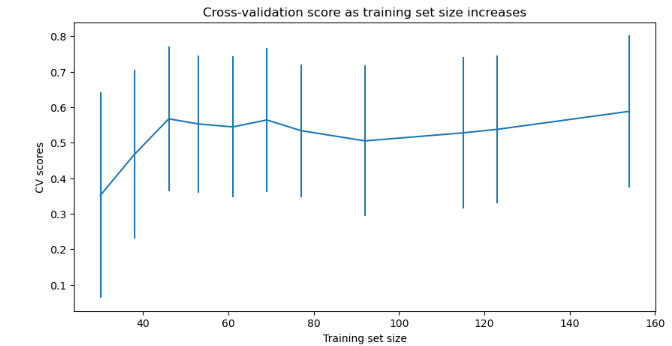 Cross-validation score as training set size increases
CV scores
0.8
0.7
0.6
0.5
0.4
0.3
0.2
0.1
40 60 80 100 120 140 160
Training set size